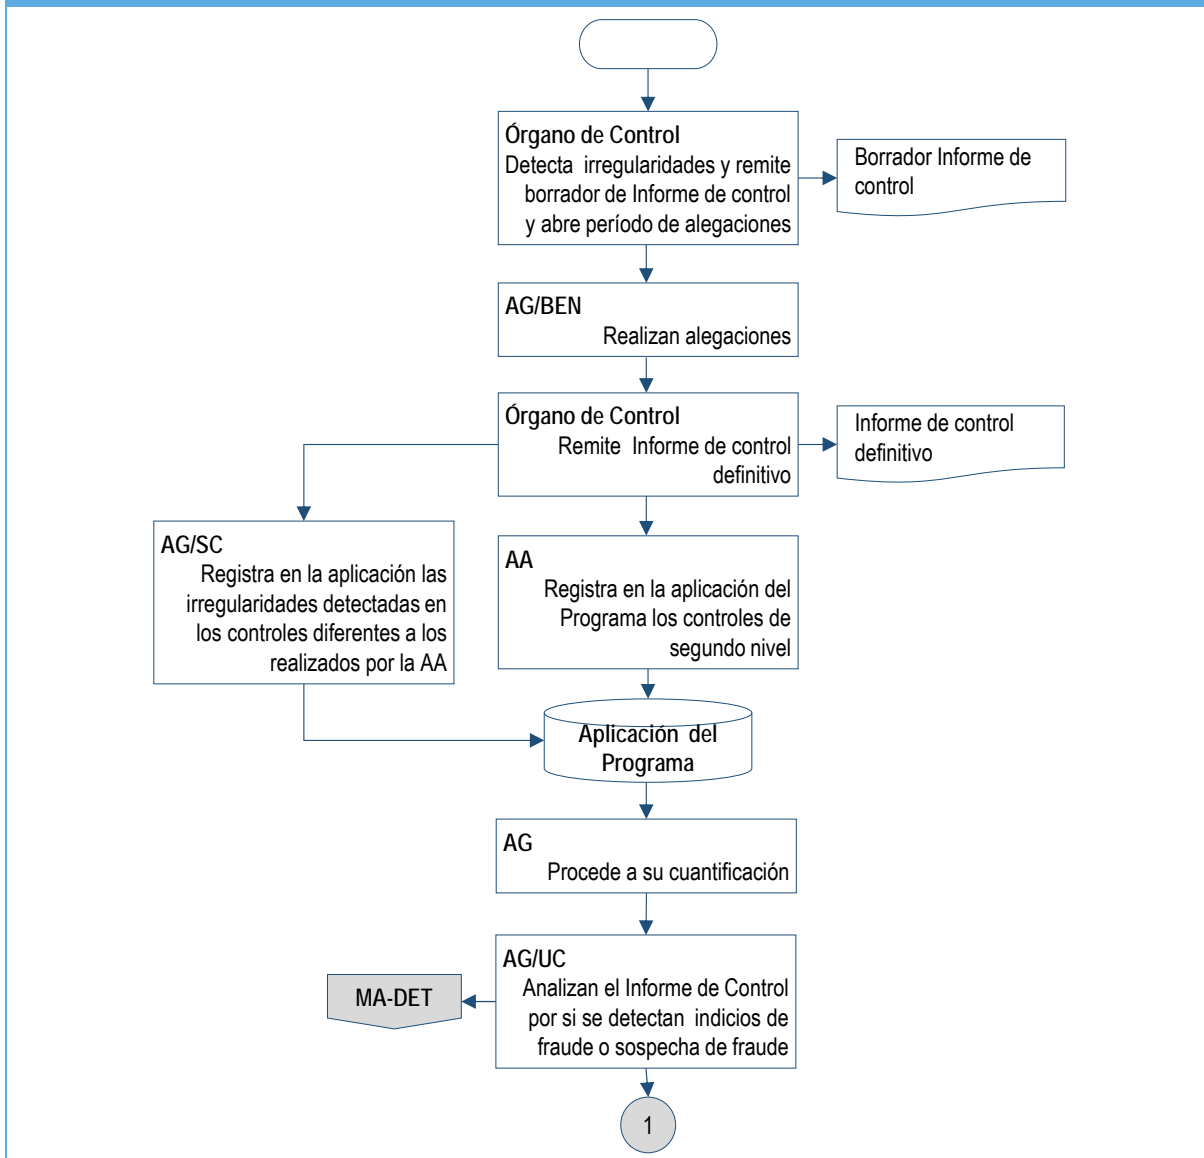 Órgano de Control
Detecta irregularidades y remite
borrador de Informe de control
y abre período de alegaciones
Borrador Informe de
control
AG/BEN
Realizan alegaciones
Órgano de Control
Remite Informe de control
definitivo
Informe de control
definitivo
AG/SC
Registra en la aplicación las
irregularidades detectadas en
los controles diferentes a los
realizados por la AA
AA
Registra en la aplicación del
Programa los controles de
segundo nivel
Aplicación del
Programa
AG
Procede a su cuantificación
AG/UC
Analizan el Informe de Control
por si se detectan indicios de
fraude o sospecha de fraude
MA-DET
1